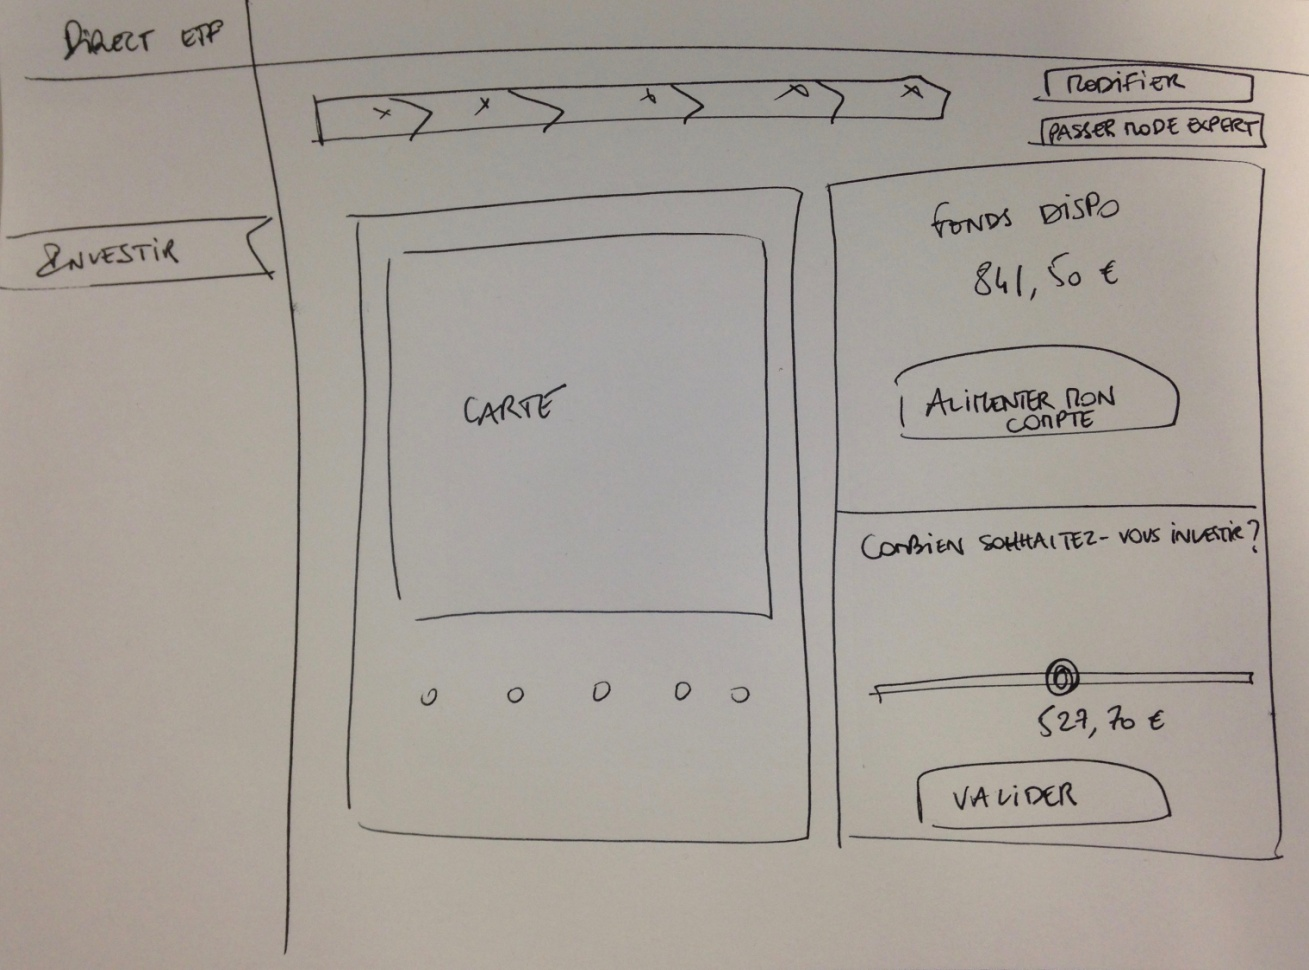 DIRECT ETF
MODIFIER
PASSER MODE EXPERT
INVESTIR
FONDS DISPO
841,50 €
CARTE
ALIMENTER MON
COMPTE
COMBIEN SOUHAITEZ-VOUS INVESTIR?
527,70 €
VALIDER